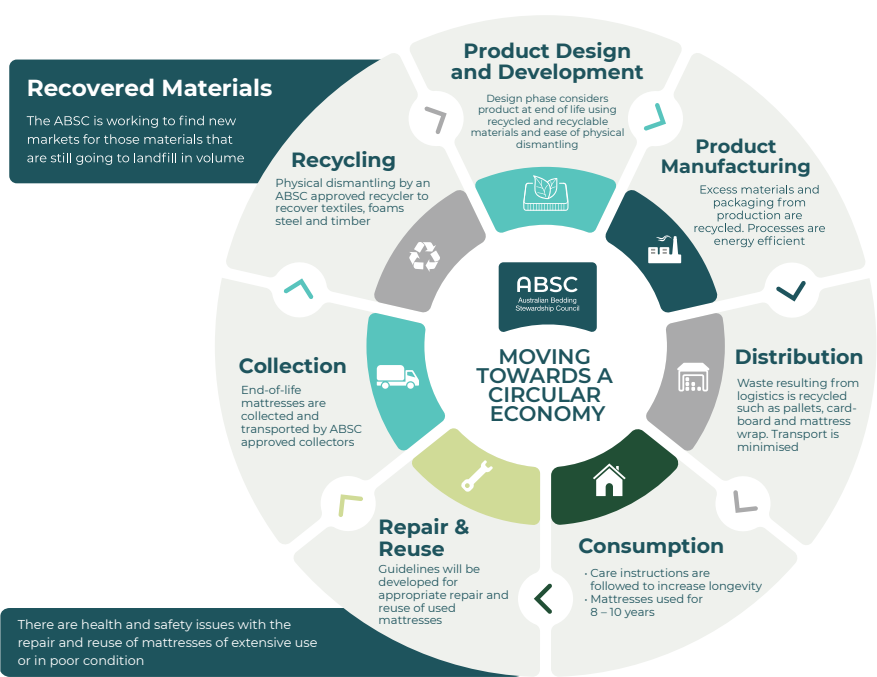 Recovered Materials
The ABSC is working to find new
markets for those materials that
are still going to landfill in volume
Product Design
and Development
Design phase considers
product at end of life using
recycled and recyclable
materials and ease of physical
dismantling
Product
Manufacturing
Excess materials and
packaging from
production are
recycled. Processes are
energy efficient
Distribution
Waste resulting from
logistics is recycled
such as pallets, card-
board and mattress
wrap. Transport is
minimised
Consumption
· Care instructions are
followed to increase longevity
· Mattresses used for
8 – 10 years
Repair &
Reuse
Guidelines will be
developed for
appropriate repair and
reuse of used
mattresses
Collection
End-of-life
mattresses are
collected and
transported by ABSC
approved collectors
Recycling
Physical dismantling by an
ABSC approved recycler to
recover textiles, foams
steel and timber
ABSC
Australian Bedding
Stewardship Council
MOVING
TOWARDS A
CIRCULAR
ECONOMY
There are health and safety issues with the
repair and reuse of mattresses of extensive use
or in poor condition